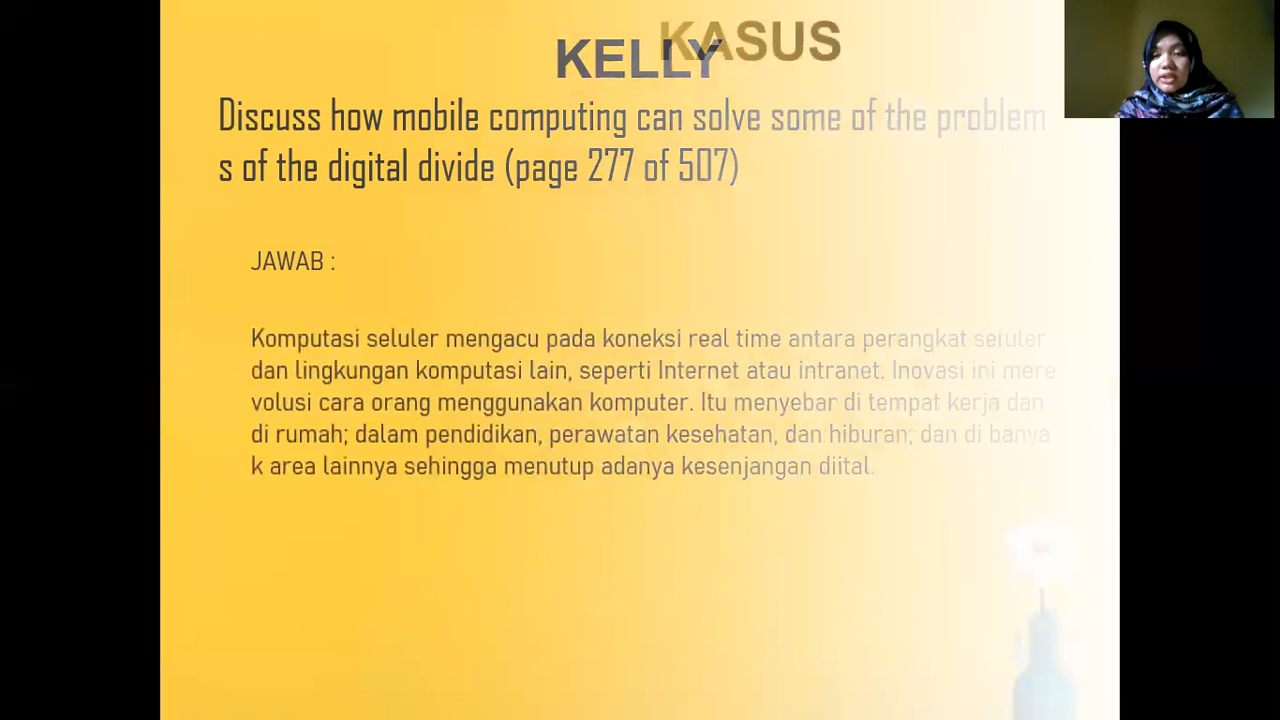 KASUS
KELLY
Discuss how mobile computing can solve some of the problem
s of the digital divide (page 277 of 507)
JAWAB :
Komputasi seluler mengacu pada koneksi real time antara perangkat seluler
dan lingkungan komputasi lain, seperti Internet atau intranet. Inovasi ini mere
volusi cara orang menggunakan komputer. Itu menyebar di tempat kerja dan
di rumah; dalam pendidikan, perawatan kesehatan, dan hiburan; dan di banya
k area lainnya sehingga menutup adanya kesenjangan diital.